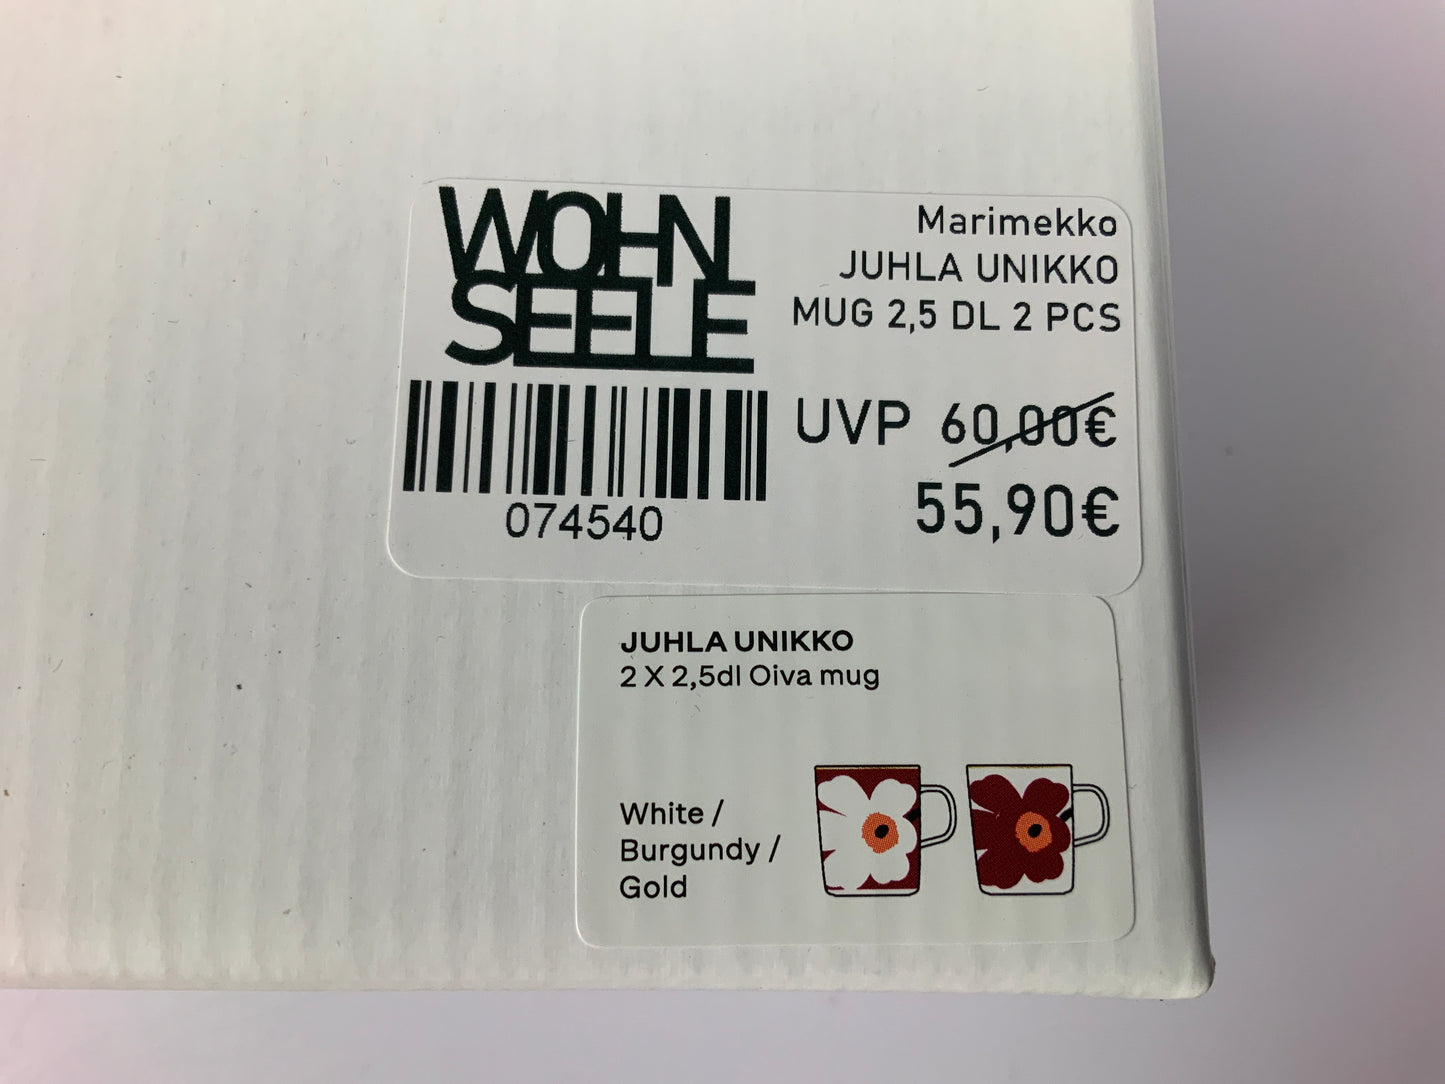 WOHN
SEELE
074540
Marimekko
JUHLA UNIKKO
MUG 2,5 DL 2 PCS
UVP 60,00€
55,90€
JUHLA UNIKKO
2 X 2,5dl Oiva mug
White /
Burgundy /
Gold